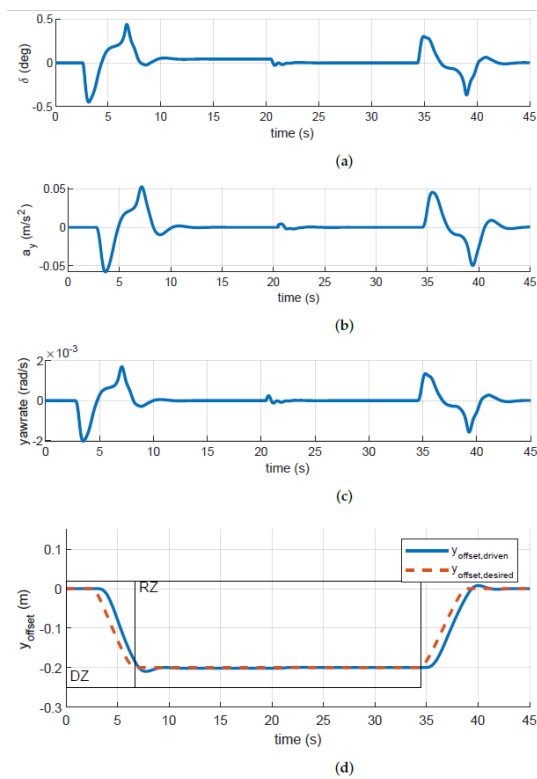 0.5
0
-0.5
δ (deg)
0 5 10 15 20 25 30 35 40 45
time (s)
(a)
0.05
0
-0.05
a_y (m/s²)
0 5 10 15 20 25 30 35 40 45
time (s)
(b)
×10⁻³
2
0
-2
yawrate (rad/s)
0 5 10 15 20 25 30 35 40 45
time (s)
(c)
0.1
0
-0.1
-0.2
-0.3
y_offset (m)
RZ
DZ
y_offset,driven
y_offset,desired
0 5 10 15 20 25 30 35 40 45
time (s)
(d)